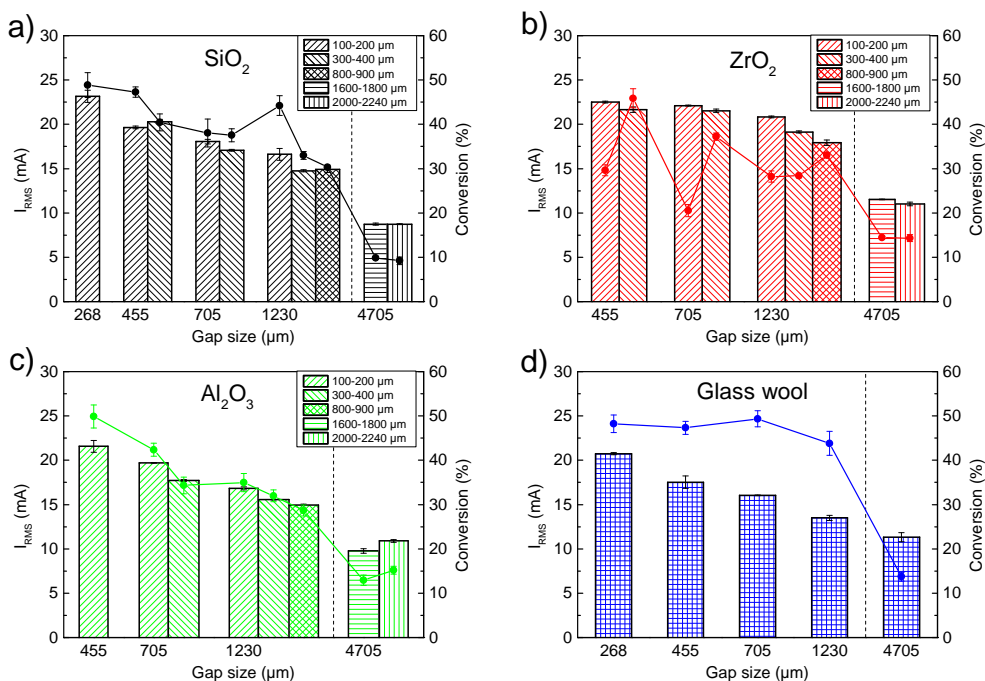 a)
SiO₂
100-200 µm
300-400 µm
800-900 µm
1600-1800 µm
2000-2240 µm
30
25
20
15
10
5
0
I_RMS (mA)
60
50
40
30
20
10
0
Conversion (%)
268 455 705 1230 4705
Gap size (µm)
b)
ZrO₂
100-200 µm
300-400 µm
800-900 µm
1600-1800 µm
2000-2240 µm
30
25
20
15
10
5
0
I_RMS (mA)
60
50
40
30
20
10
0
Conversion (%)
455 705 1230 4705
Gap size (µm)
c)
Al₂O₃
100-200 µm
300-400 µm
800-900 µm
1600-1800 µm
2000-2240 µm
30
25
20
15
10
5
0
I_RMS (mA)
60
50
40
30
20
10
0
Conversion (%)
455 705 1230 4705
Gap size (µm)
d)
Glass wool
30
25
20
15
10
5
0
I_RMS (mA)
60
50
40
30
20
10
0
Conversion (%)
268 455 705 1230 4705
Gap size (µm)